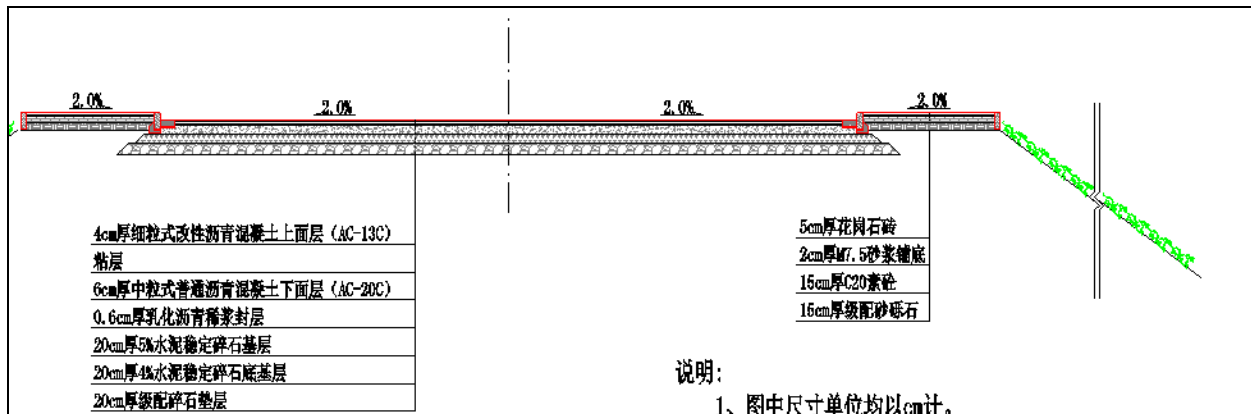 2.0%
2.0%
2.0%
2.0%
4cm厚细粒式改性沥青混凝土上面层（AC-13C）
粘层
6cm厚中粒式普通沥青混凝土下面层（AC-20C）
0.6cm厚乳化沥青稀浆封层
20cm厚5%水泥稳定碎石基层
20cm厚4%水泥稳定碎石底基层
20cm厚级配碎石垫层
5cm厚花岗石砖
2cm厚M7.5砂浆铺底
15cm厚C20素砼
15cm厚级配砂砾石
说明：
1、图中尺寸单位均以cm计。